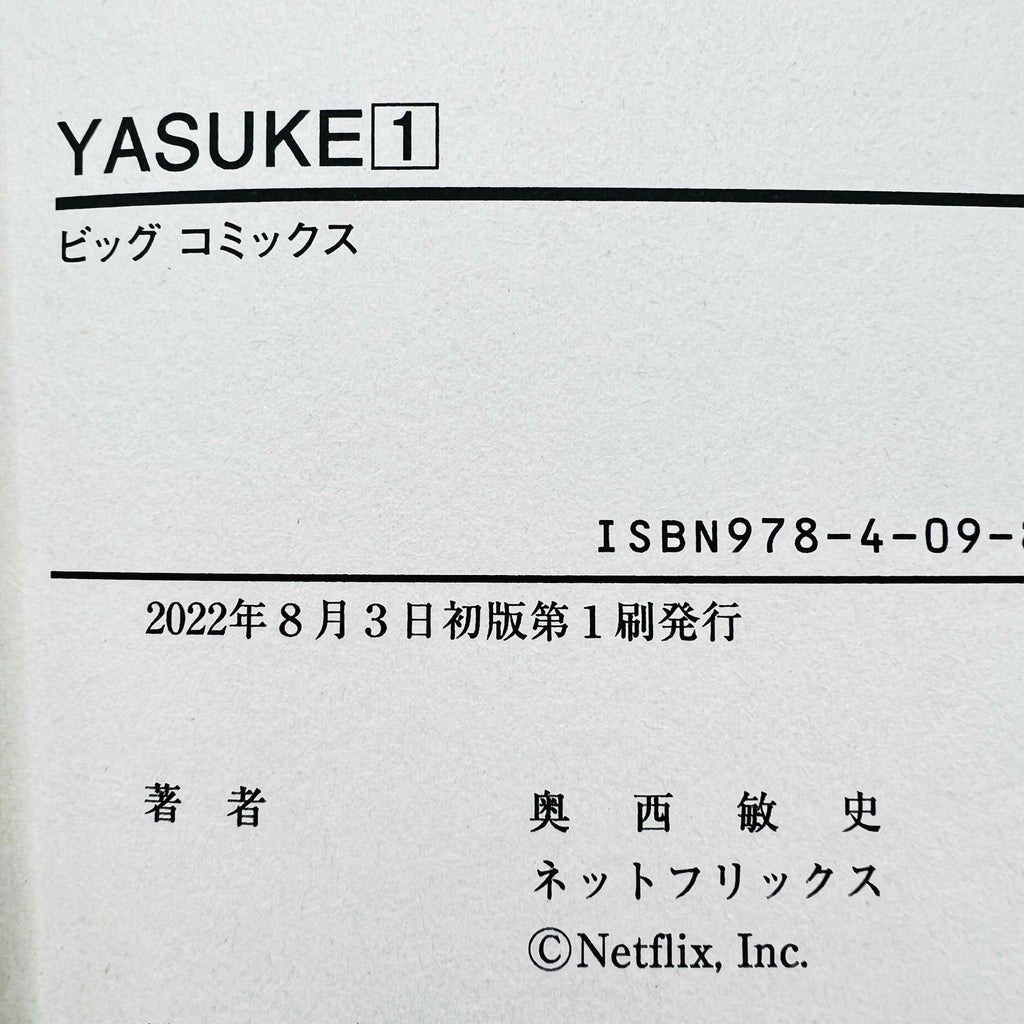 YASUKE 1
ビッグ コミックス
ISBN978-4-09-
2022年８月３日初版第１刷発行
著 者 奥 西 敏 史
ネットフリックス
©Netflix, Inc.